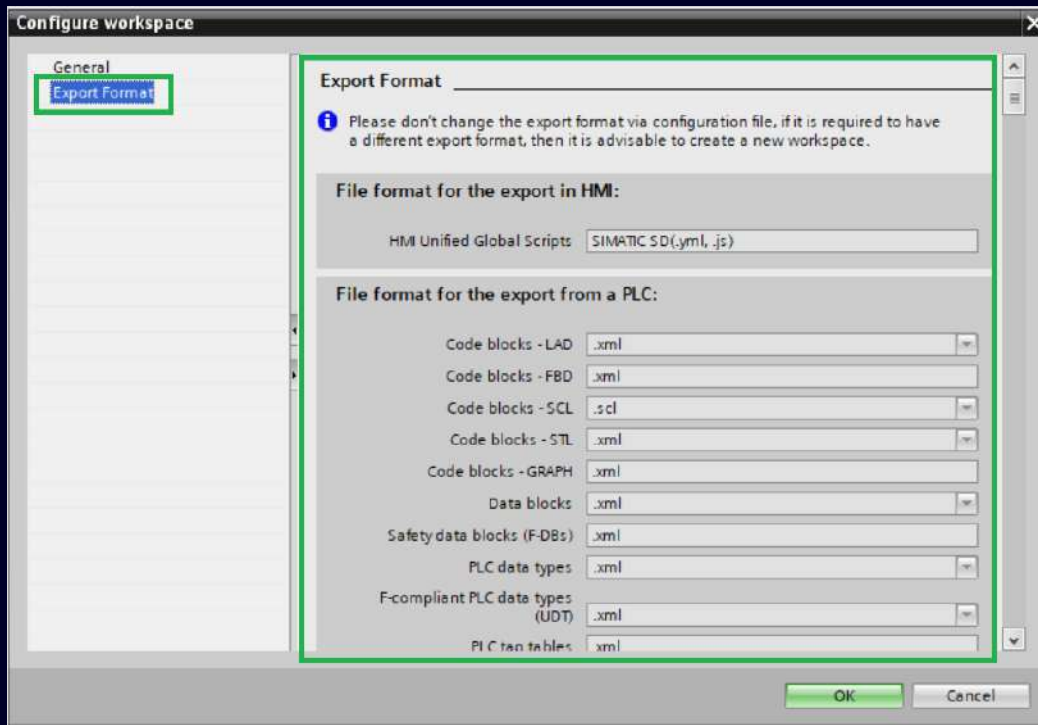 Configure workspace
General
Export Format
Export Format
Please don't change the export format via configuration file, if it is required to have
a different export format, then it is advisable to create a new workspace.
File format for the export in HMI:
HMI Unified Global Scripts SIMATIC SD(.yml, .js)
File format for the export from a PLC:
Code blocks - LAD .xml
Code blocks - FBD .xml
Code blocks - SCL .scl
Code blocks - STL .xml
Code blocks - GRAPH .xml
Data blocks .xml
Safety data blocks (F-DBs) .xml
PLC data types .xml
F-compliant PLC data types
(UDT) .xml
PLC tag tables .xml
OK Cancel